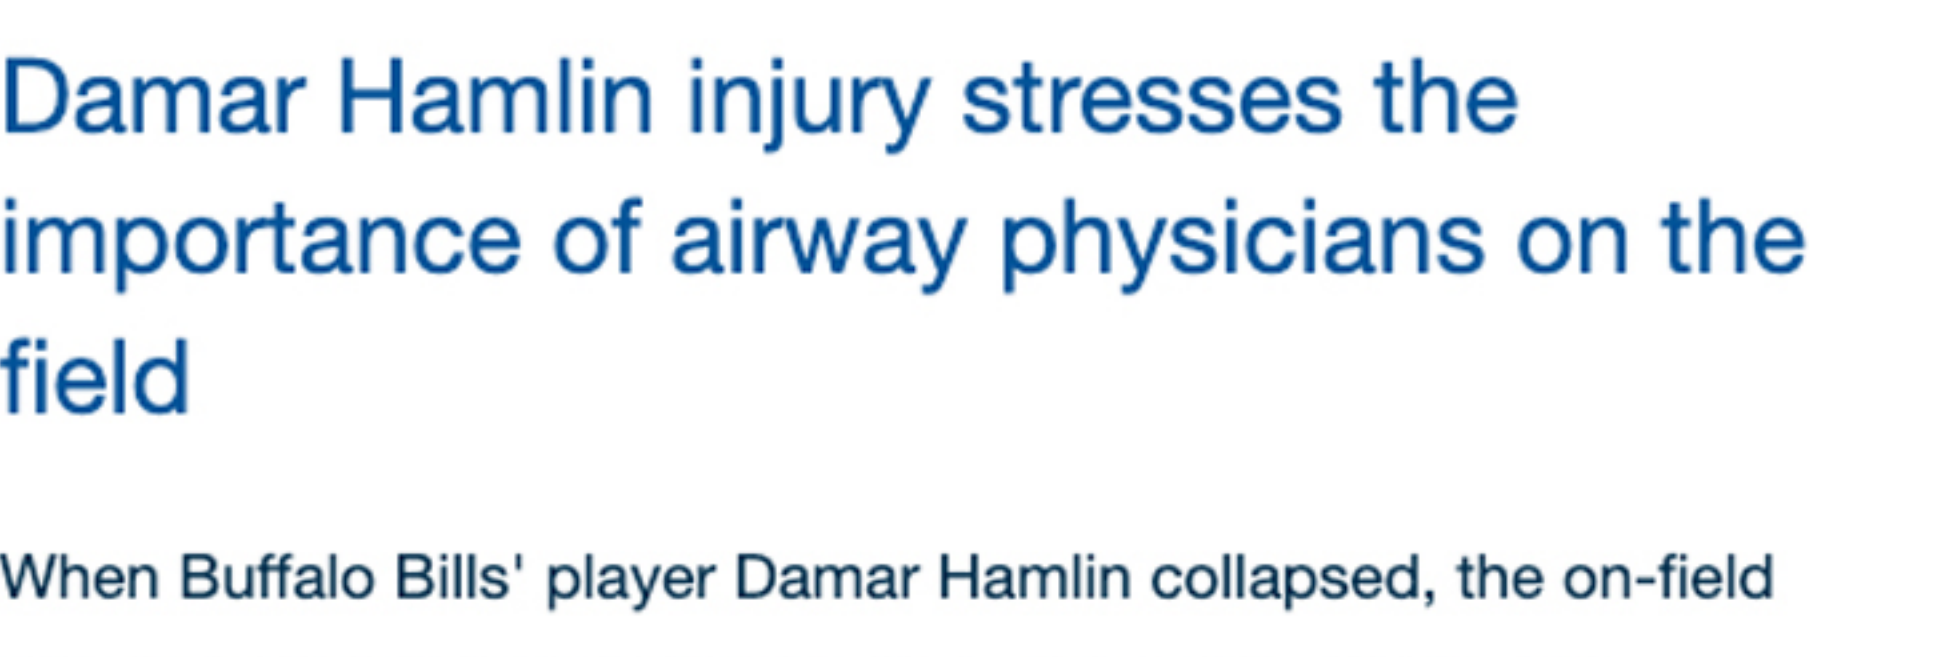 Damar Hamlin injury stresses the
importance of airway physicians on the
field
When Buffalo Bills' player Damar Hamlin collapsed, the on-field